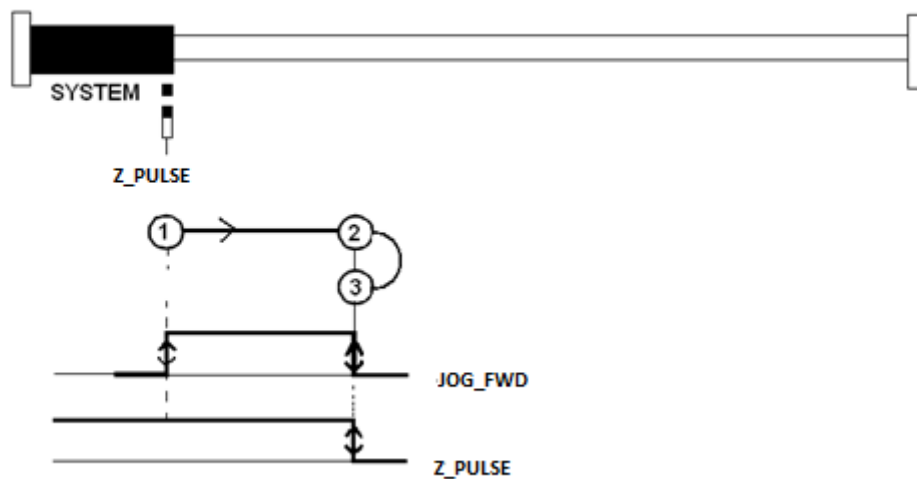 SYSTEM
Z_PULSE
1
2
3
JOG_FWD
Z_PULSE